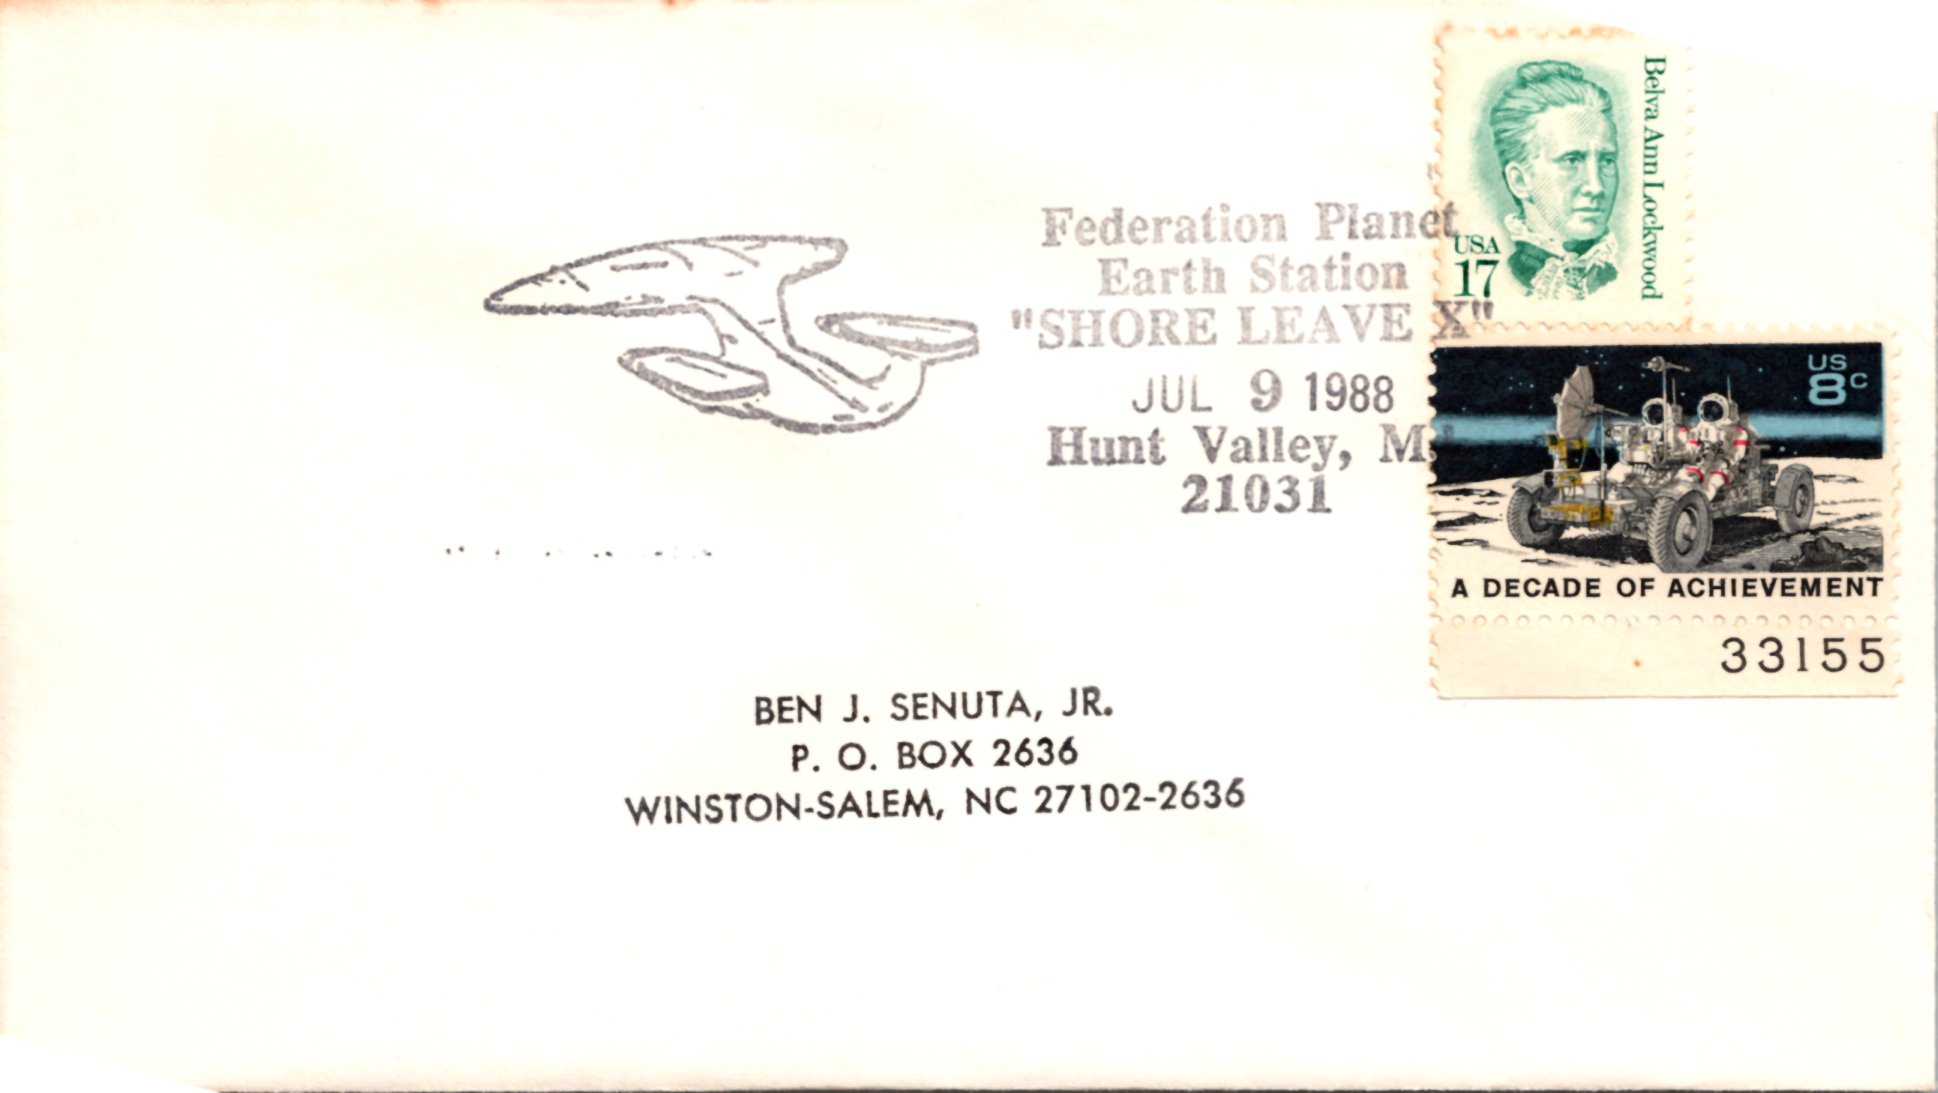 Belva Ann Lockwood
USA
17
Federation Planet
Earth Station
"SHORE LEAVE X"
JUL 9 1988
Hunt Valley,
21031
US
8c
A DECADE OF ACHIEVEMENT
33155
BEN J. SENUTA, JR.
P. O. BOX 2636
WINSTON-SALEM, NC 27102-2636